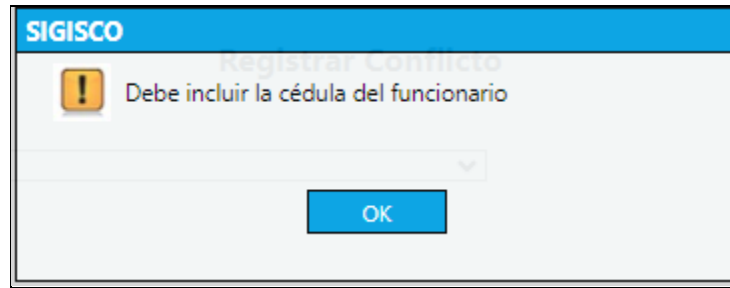 SIGISCO
Registrar Conflicto
Debe incluir la cédula del funcionario
OK